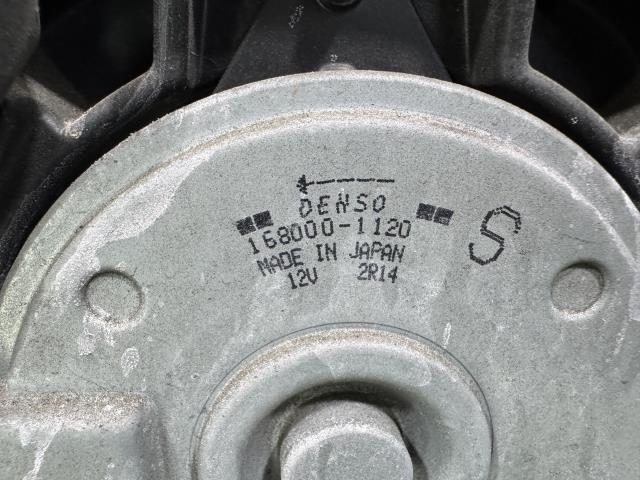 DENSO
168000-1120
MADE IN JAPAN
12V 2R14
S